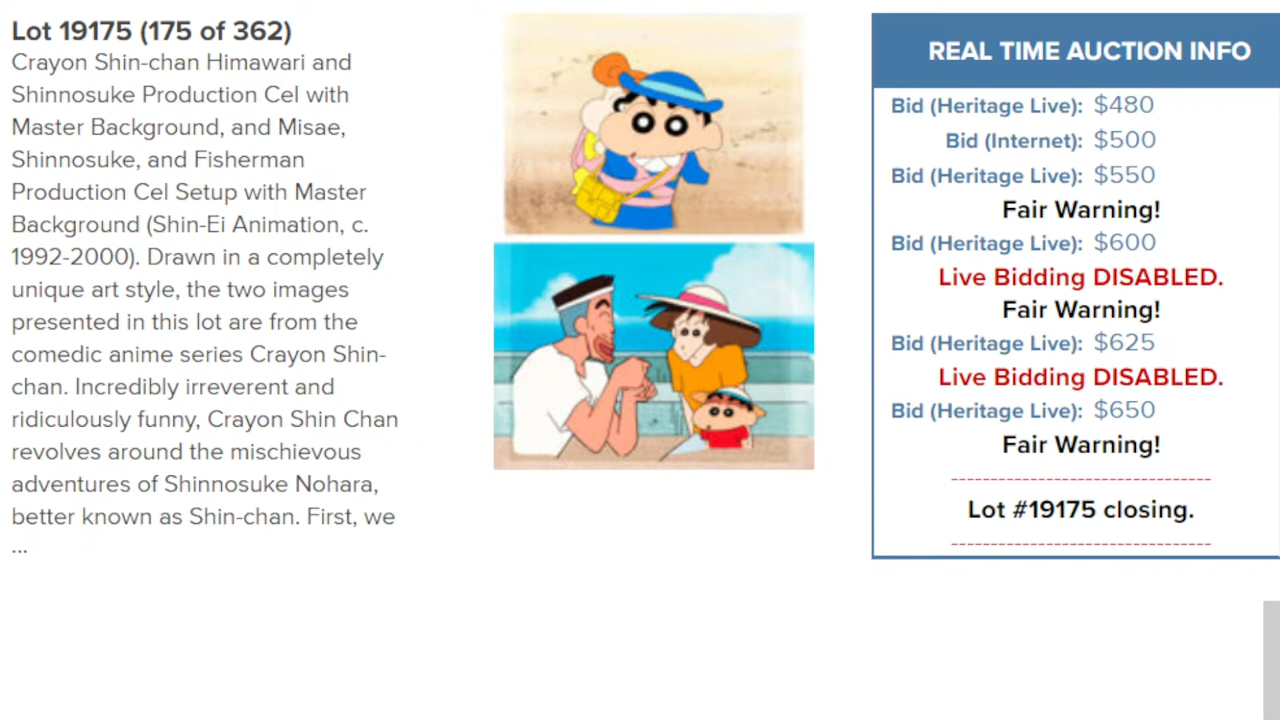 Lot 19175 (175 of 362)
Crayon Shin-chan Himawari and
Shinnosuke Production Cel with
Master Background, and Misae,
Shinnosuke, and Fisherman
Production Cel Setup with Master
Background (Shin-Ei Animation, c.
1992-2000). Drawn in a completely
unique art style, the two images
presented in this lot are from the
comedic anime series Crayon Shin-
chan. Incredibly irreverent and
ridiculously funny, Crayon Shin Chan
revolves around the mischievous
adventures of Shinnosuke Nohara,
better known as Shin-chan. First, we
...
REAL TIME AUCTION INFO
Bid (Heritage Live): $480
Bid (Internet): $500
Bid (Heritage Live): $550
Fair Warning!
Bid (Heritage Live): $600
Live Bidding DISABLED.
Fair Warning!
Bid (Heritage Live): $625
Live Bidding DISABLED.
Bid (Heritage Live): $650
Fair Warning!
Lot #19175 closing.